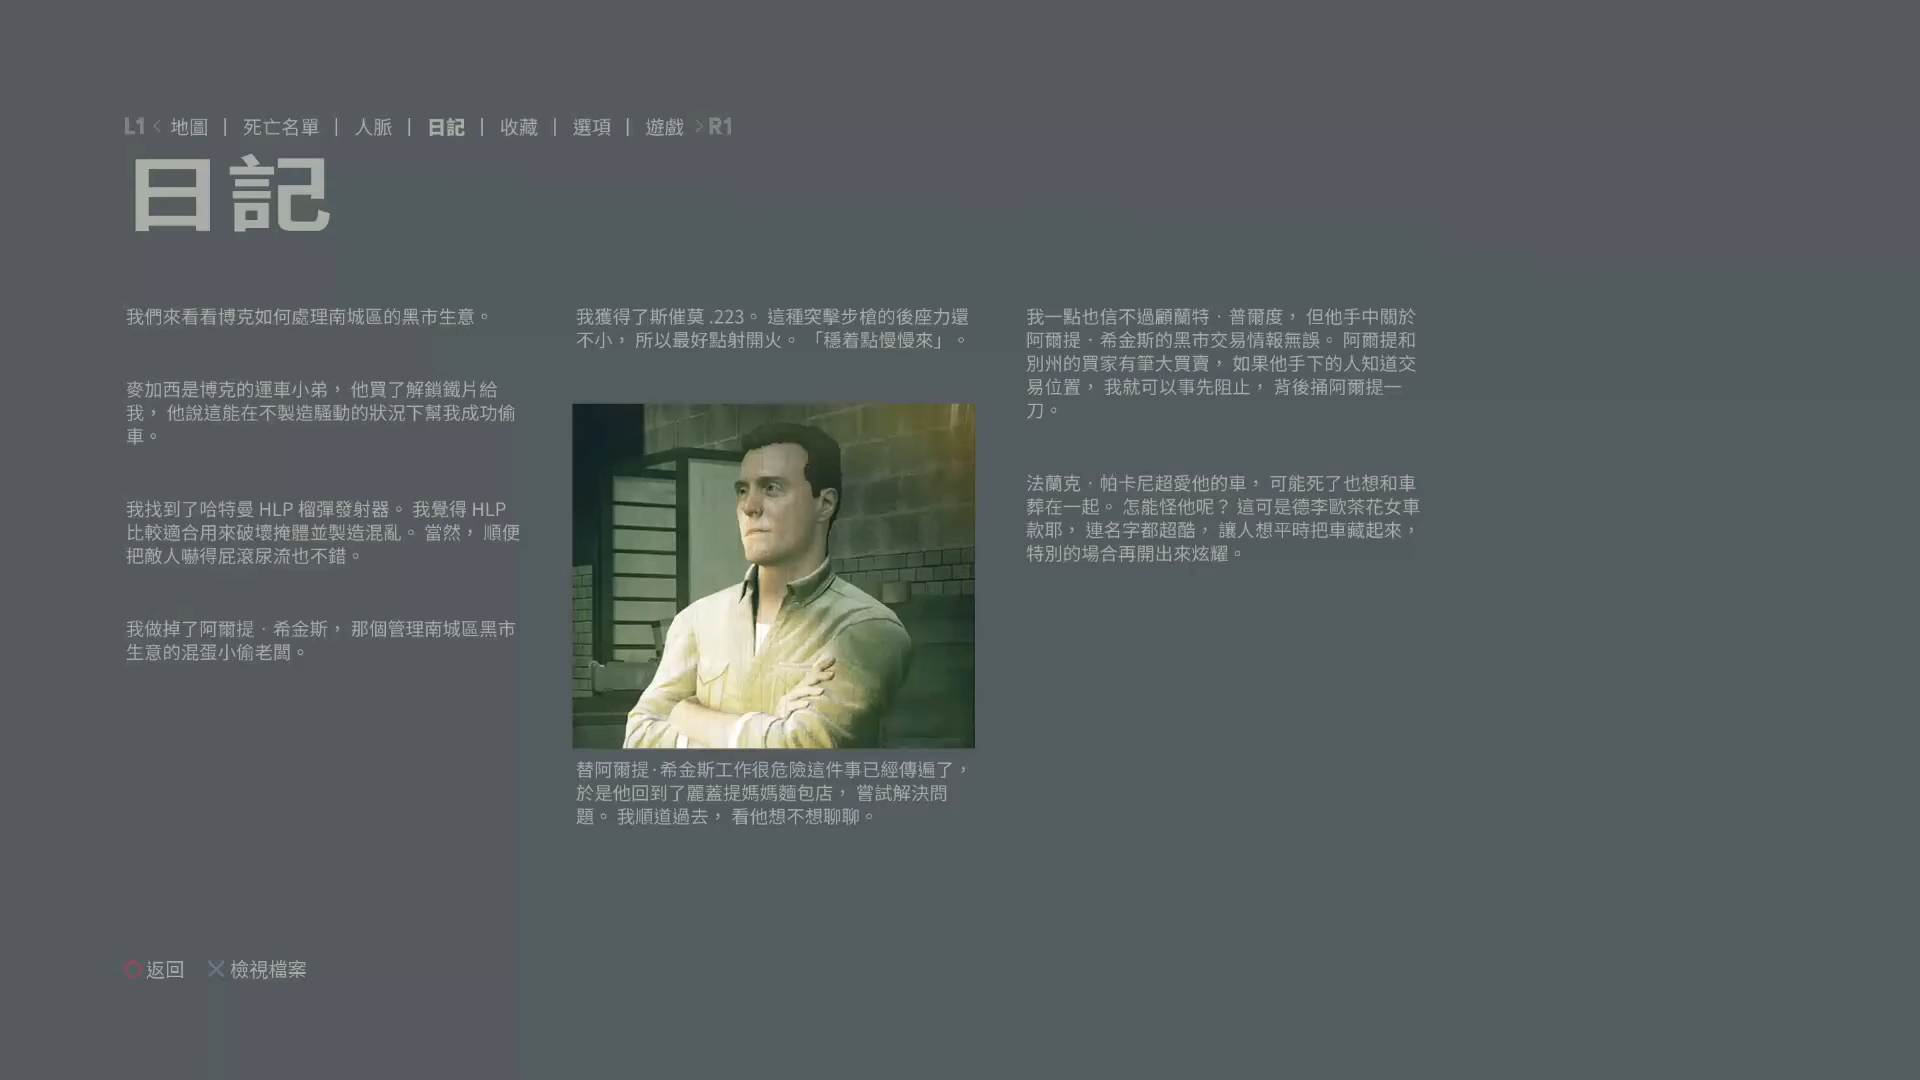 L1 < 地圖 | 死亡名單 | 人脈 | 日記 | 收藏 | 選項 | 遊戲 > R1
日記
我們來看看博克如何處理南城區的黑市生意。
麥加西是博克的運車小弟，他買了解鎖鐵片給
我，他說這能在不製造騷動的狀況下幫我成功偷
車。
我找到了哈特曼 HLP 榴彈發射器。我覺得 HLP
比較適合用來破壞掩體並製造混亂。當然，順便
把敵人嚇得屁滾尿流也不錯。
我做掉了阿爾提·希金斯，那個管理南城區黑市
生意的混蛋小偷老闆。
我獲得了斯催莫 .223。這種突擊步槍的後座力還
不小，所以最好點射開火。「穩着點慢慢來」。
替阿爾提·希金斯工作很危險這件事已經傳遍了，
於是他回到了麗蓋提媽媽麵包店，嘗試解決問
題。我順道過去，看他想不想聊聊。
我一點也信不過顧蘭特·普爾度，但他手中關於
阿爾提·希金斯的黑市交易情報無誤。阿爾提和
別州的買家有筆大買賣，如果他手下的人知道交
易位置，我就可以事先阻止，背後捅阿爾提一
刀。
法蘭克·帕卡尼超愛他的車，可能死了也想和車
葬在一起。怎能怪他呢？這可是德李歐茶花女車
款耶，連名字都超酷，讓人想平時把車藏起來，
特別的場合再開出來炫耀。
返回 檢視檔案